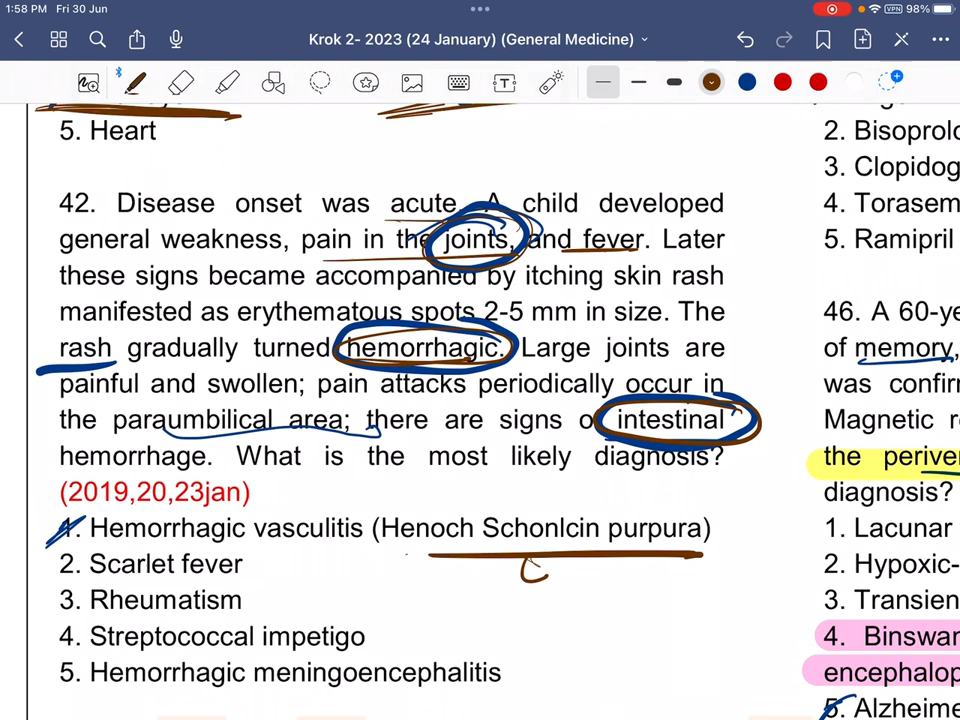 1:58 PM Fri 30 Jun
VPN 98%
Krok 2- 2023 (24 January) (General Medicine)
5. Heart
42. Disease onset was acute. A child developed
general weakness, pain in the joints, and fever. Later
these signs became accompanied by itching skin rash
manifested as erythematous spots 2-5 mm in size. The
rash gradually turned hemorrhagic. Large joints are
painful and swollen; pain attacks periodically occur in
the paraumbilical area; there are signs of intestinal
hemorrhage. What is the most likely diagnosis?
(2019,20,23jan)
1. Hemorrhagic vasculitis (Henoch Schonlcin purpura)
2. Scarlet fever
3. Rheumatism
4. Streptococcal impetigo
5. Hemorrhagic meningoencephalitis
2. Bisoprolo
3. Clopidog
4. Torasem
5. Ramipril
46. A 60-ye
of memory,
was confirm
Magnetic re
the periver
diagnosis?
1. Lacunar
2. Hypoxic-
3. Transien
4. Binswan
encephalop
5. Alzheime